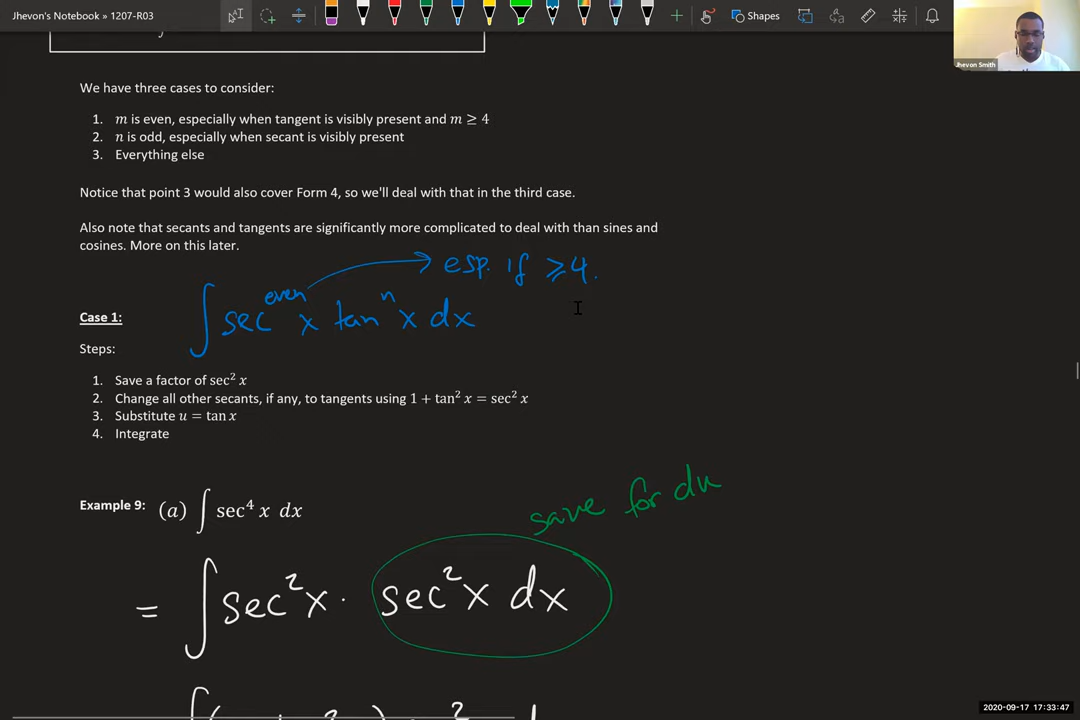 Jhevon's Notebook » 1207-R03
Shapes
Jhevon Smith
We have three cases to consider:
1. m is even, especially when tangent is visibly present and m ≥ 4
2. n is odd, especially when secant is visibly present
3. Everything else
Notice that point 3 would also cover Form 4, so we'll deal with that in the third case.
Also note that secants and tangents are significantly more complicated to deal with than sines and
cosines. More on this later.
esp. if ≥4.
Case 1:
∫ sec^even x tan^n x dx
Steps:
1. Save a factor of sec² x
2. Change all other secants, if any, to tangents using 1 + tan² x = sec² x
3. Substitute u = tan x
4. Integrate
save for du
Example 9: (a) ∫ sec⁴ x dx
= ∫ sec²x · sec²x dx
2020-09-17 17:33:47